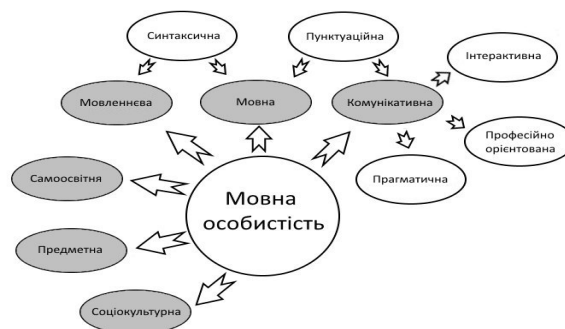 Синтаксична
Пунктуаційна
Інтерактивна
Мовленнєва
Мовна
Комунікативна
Професійно
орієнтована
Прагматична
Самоосвітня
Мовна
особистість
Предметна
Соціокультурна